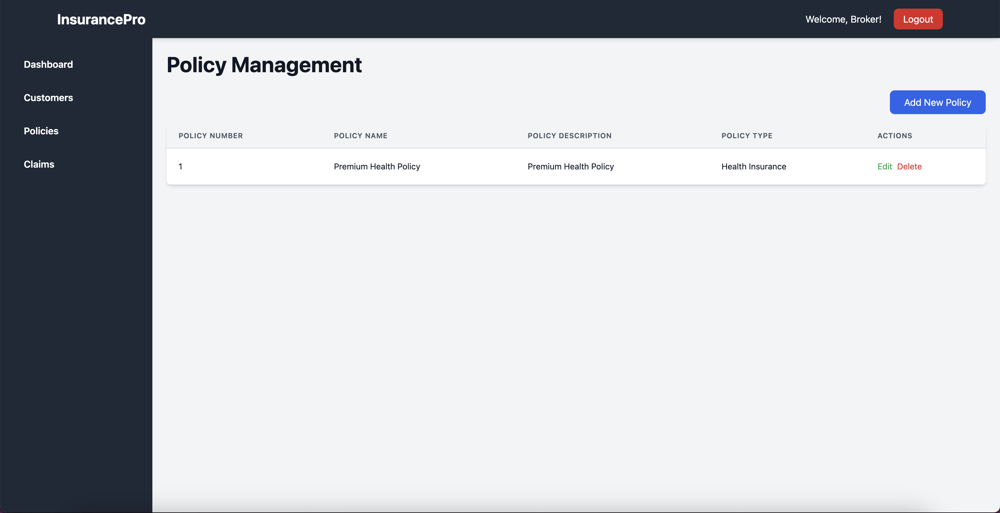 InsurancePro
Welcome, Broker!
Logout
Dashboard
Customers
Policies
Claims
Policy Management
Add New Policy
POLICY NUMBER POLICY NAME POLICY DESCRIPTION POLICY TYPE ACTIONS
1 Premium Health Policy Premium Health Policy Health Insurance Edit Delete